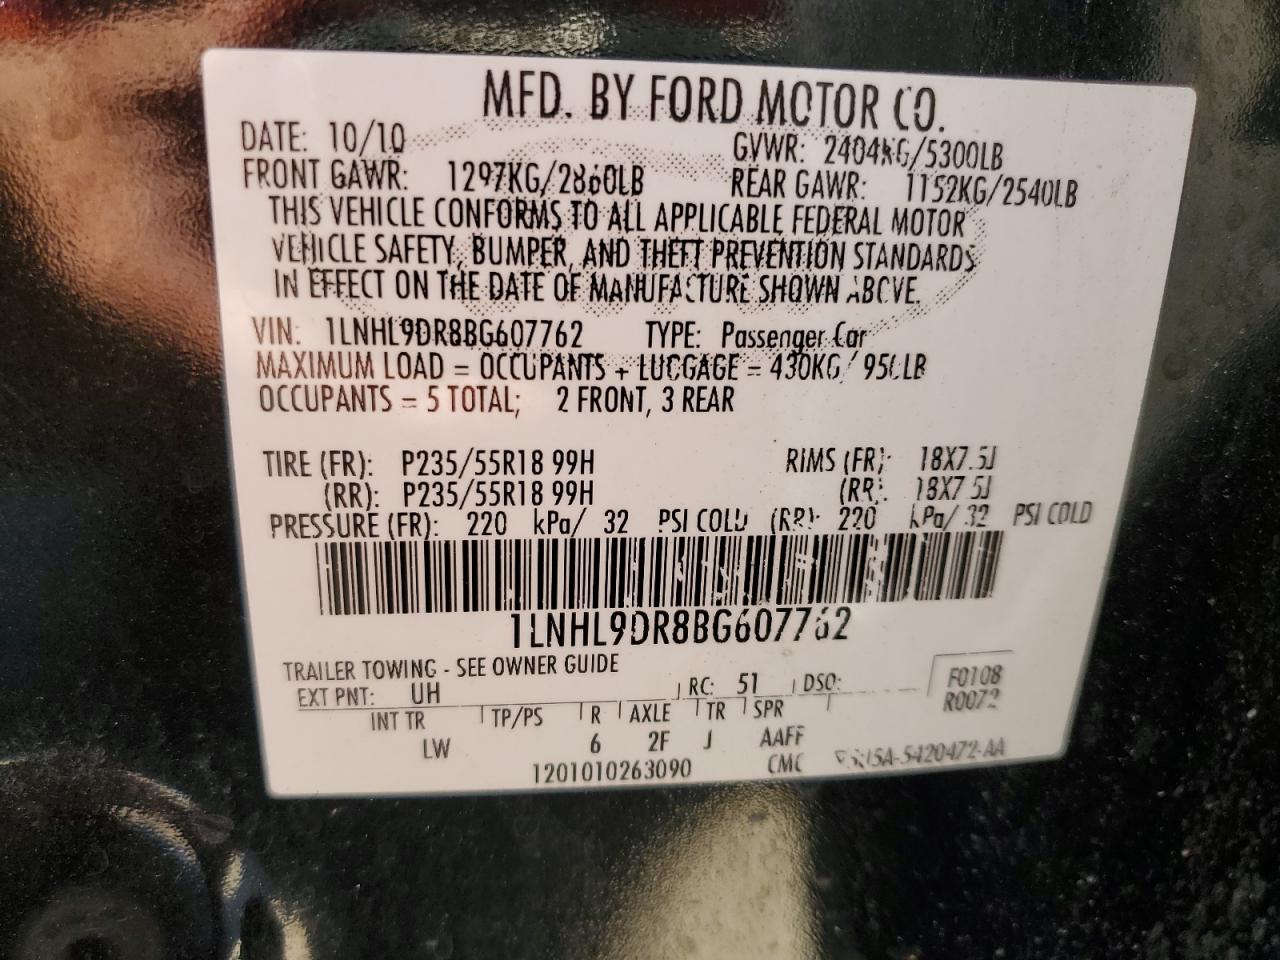 MFD. BY FORD MOTOR CO.
DATE: 10/10 GVWR: 2404KG/5300LB
FRONT GAWR: 1297KG/2860LB REAR GAWR: 1152KG/2540LB
THIS VEHICLE CONFORMS TO ALL APPLICABLE FEDERAL MOTOR
VEHICLE SAFETY, BUMPER, AND THEFT PREVENTION STANDARDS
IN EFFECT ON THE DATE OF MANUFACTURE SHOWN ABOVE.
VIN: 1LNHL9DR8BG607762 TYPE: Passenger Car
MAXIMUM LOAD = OCCUPANTS + LUGGAGE = 430KG/ 950LB
OCCUPANTS = 5 TOTAL; 2 FRONT, 3 REAR
TIRE (FR): P235/55R18 99H RIMS (FR): 18X7.5J
(RR): P235/55R18 99H (RR): 18X7.5J
PRESSURE (FR): 220 kPa/ 32 PSI COLD (RR): 220 kPa/ 32 PSI COLD
1LNHL9DR8BG607762
TRAILER TOWING - SEE OWNER GUIDE
EXT PNT: UH RC: 51 DSO: F0108
R0072
INT TR TP/PS R AXLE TR SPR
LW 6 2F J AAFF
1201010263090 CMC